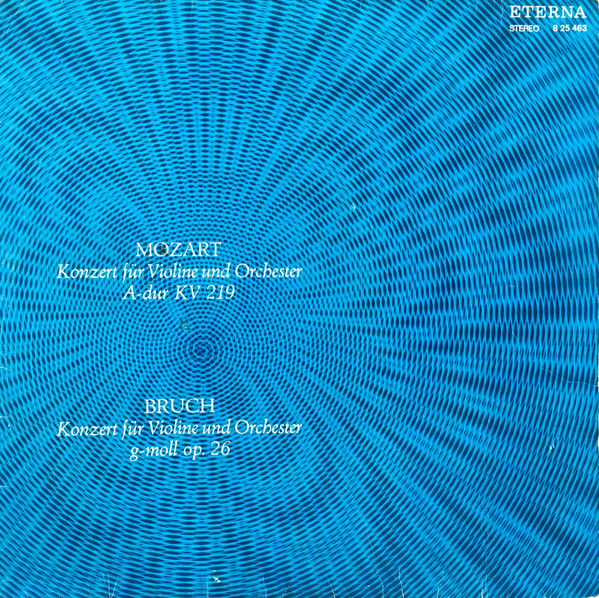 ETERNA
STEREO 8 25 463
MOZART
Konzert für Violine und Orchester
A-dur KV 219
BRUCH
Konzert für Violine und Orchester
g-moll op. 26